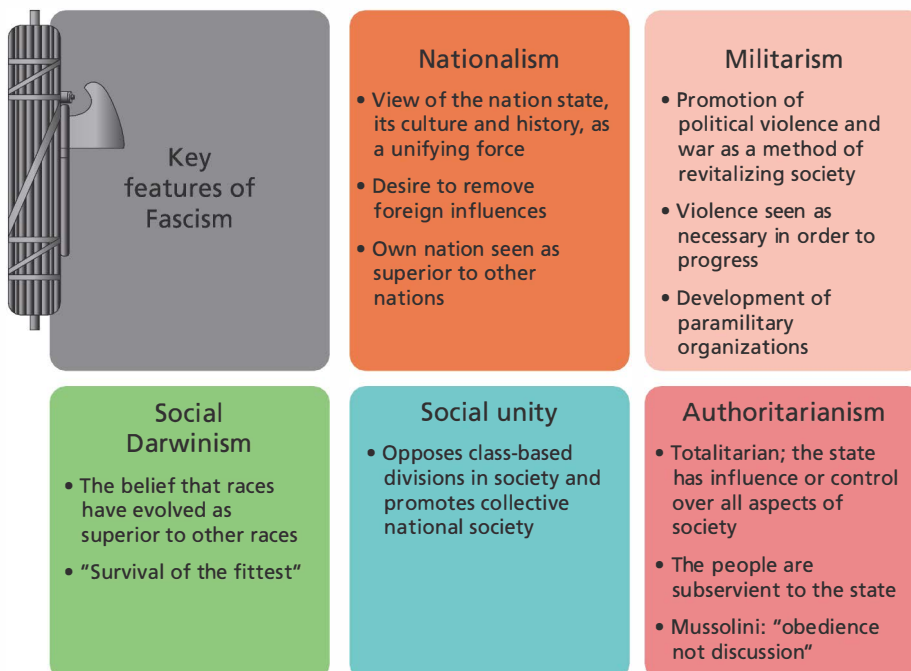 Key
features of
Fascism
Nationalism
• View of the nation state,
its culture and history, as
a unifying force
• Desire to remove
foreign influences
• Own nation seen as
superior to other
nations
Militarism
• Promotion of
political violence and
war as a method of
revitalizing society
• Violence seen as
necessary in order to
progress
• Development of
paramilitary
organizations
Social
Darwinism
• The belief that races
have evolved as
superior to other races
• "Survival of the fittest"
Social unity
• Opposes class-based
divisions in society and
promotes collective
national society
Authoritarianism
• Totalitarian; the state
has influence or control
over all aspects of
society
• The people are
subservient to the state
• Mussolini: "obedience
not discussion"